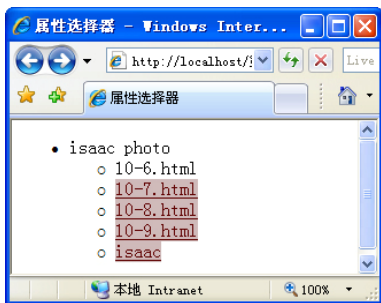 属性选择器 - Windows Inter...
http://localhost/
Live
属性选择器
isaac photo
10-6.html
10-7.html
10-8.html
10-9.html
isaac
本地 Intranet
100%